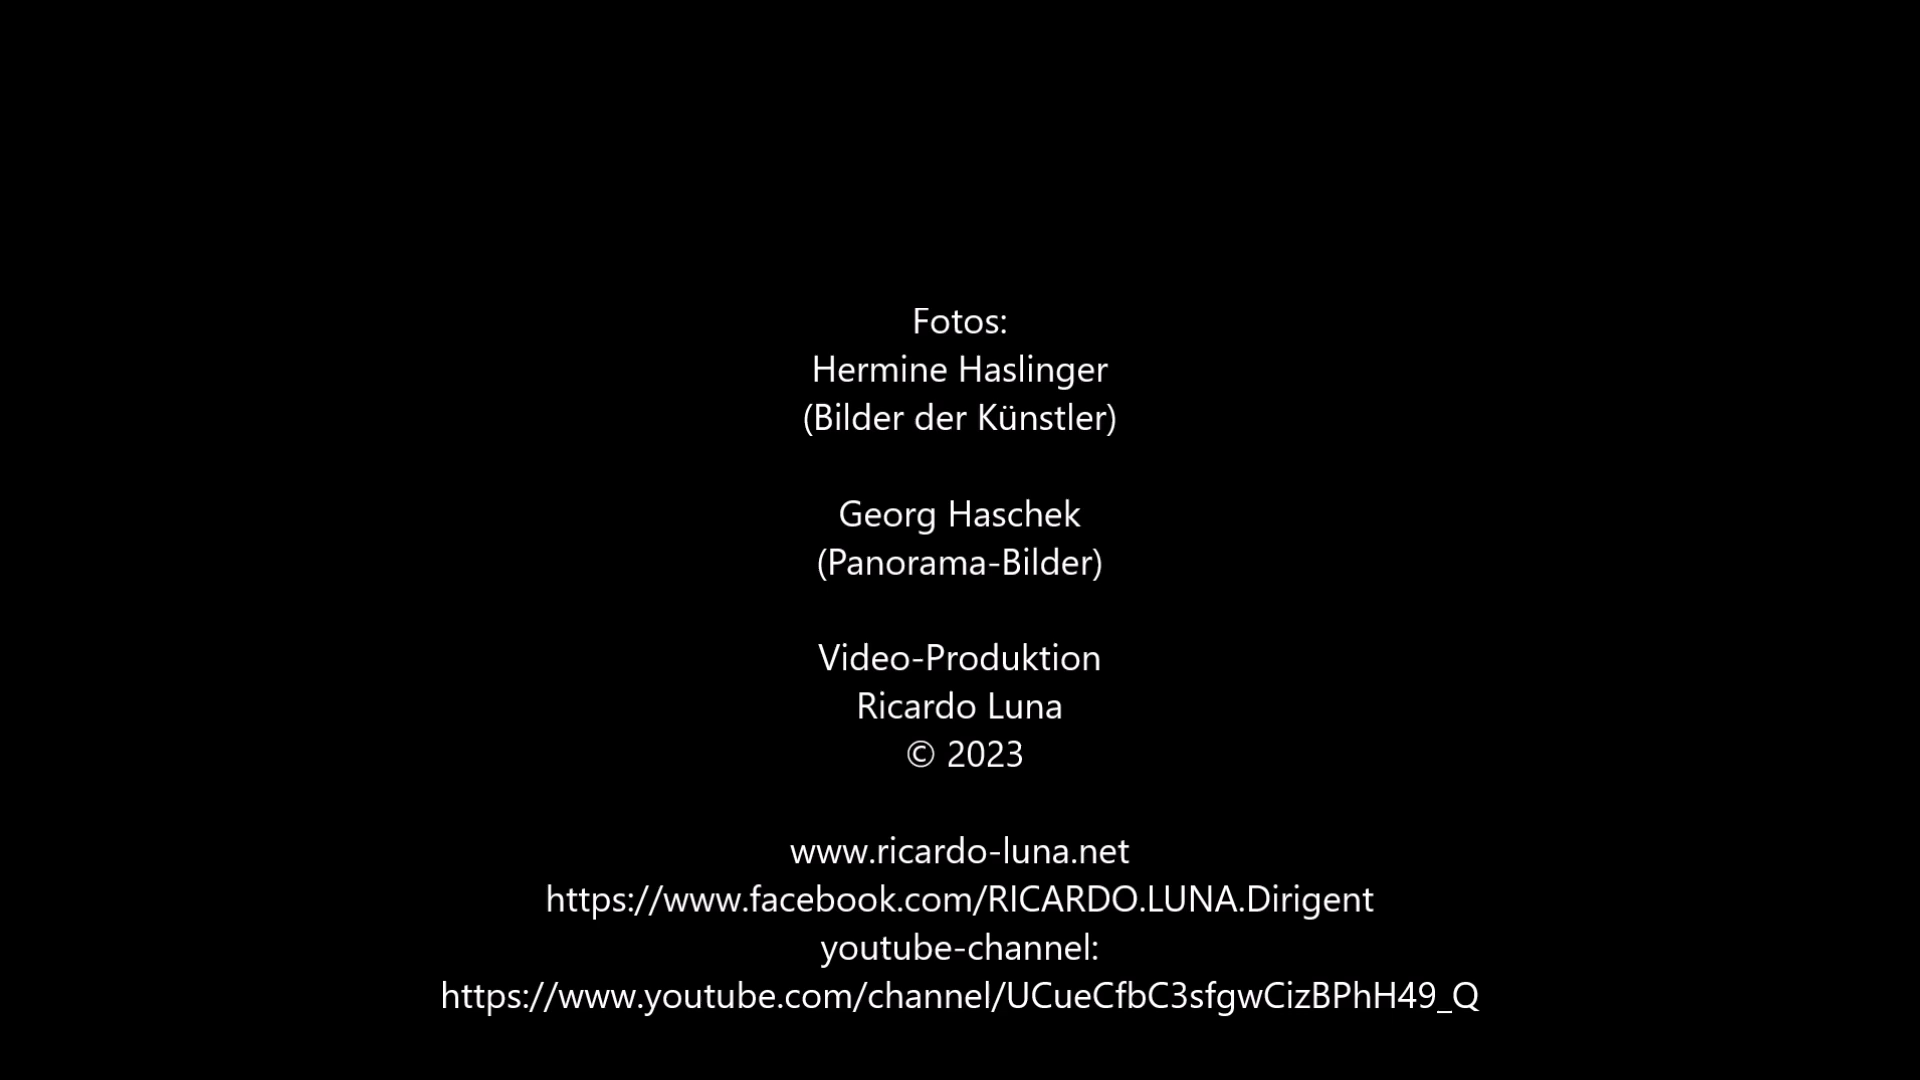 Fotos:
Hermine Haslinger
(Bilder der Künstler)
Georg Haschek
(Panorama-Bilder)
Video-Produktion
Ricardo Luna
© 2023
www.ricardo-luna.net
https://www.facebook.com/RICARDO.LUNA.Dirigent
youtube-channel:
https://www.youtube.com/channel/UCueCfbC3sfgwCizBPhH49_Q